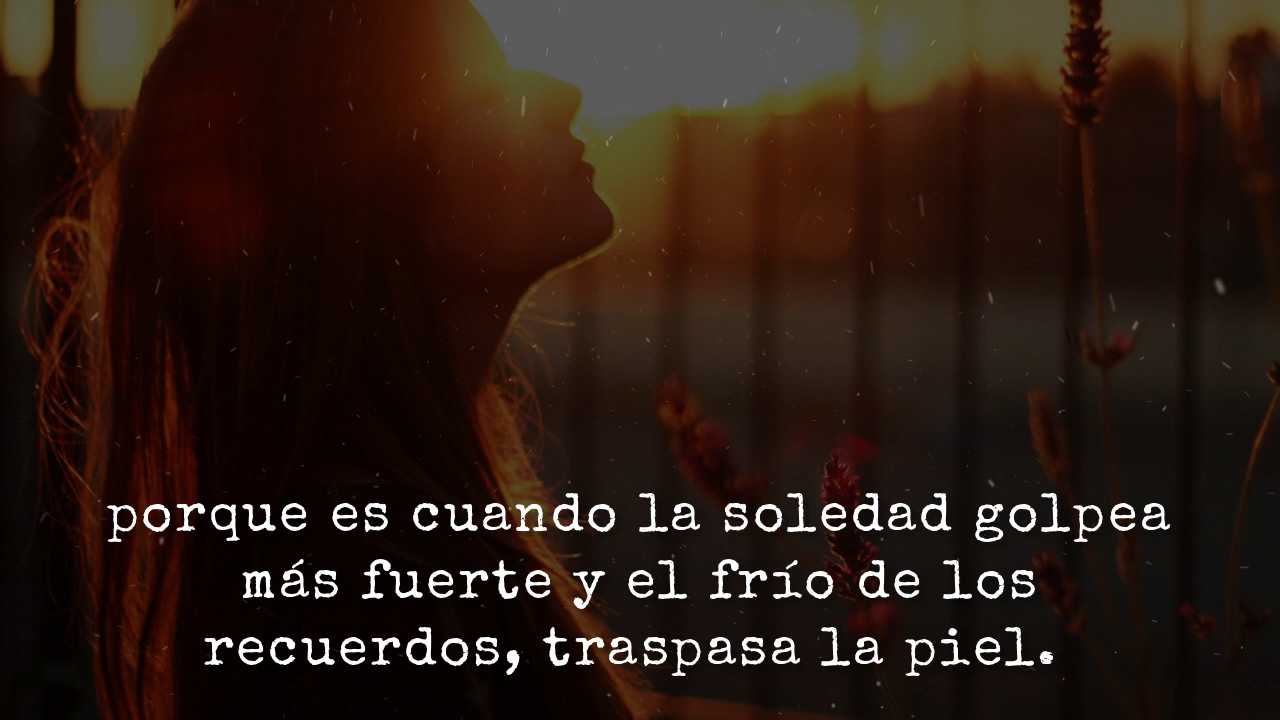 porque es cuando la soledad golpea
más fuerte y el frío de los
recuerdos, traspasa la piel.